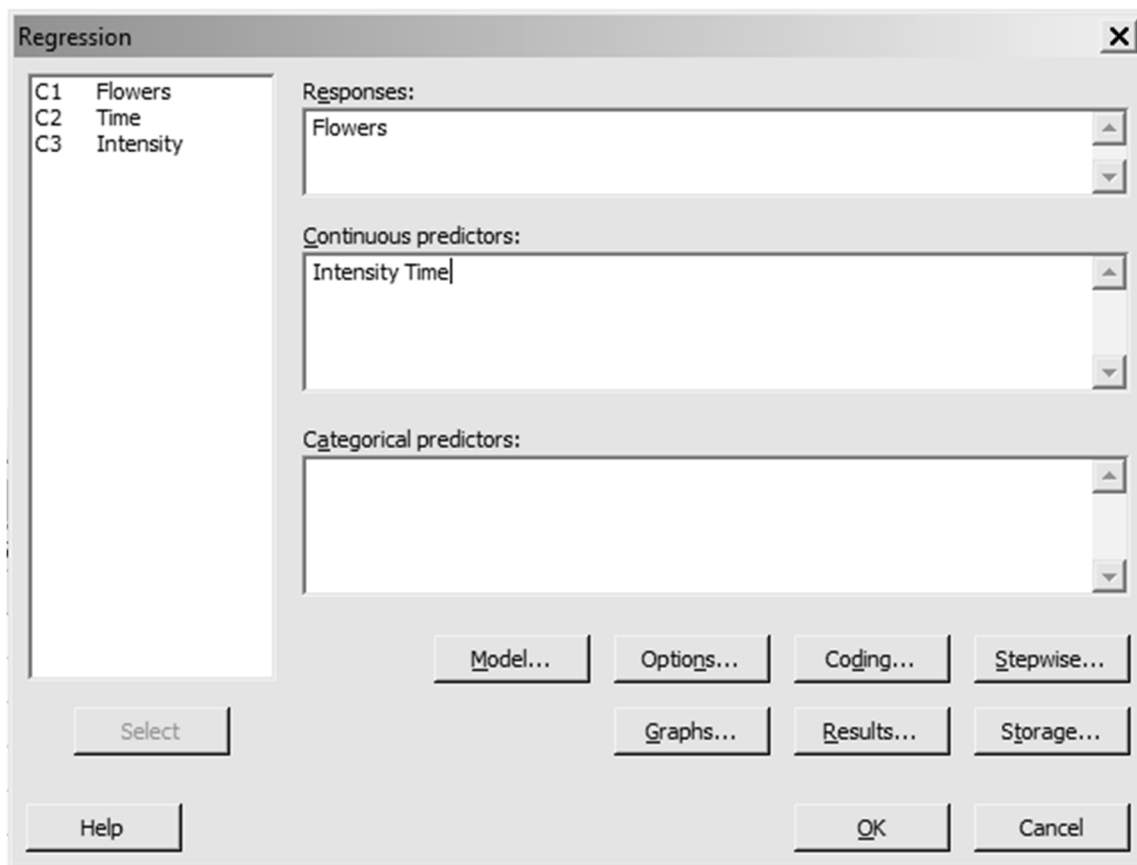 Regression
C1 Flowers
C2 Time
C3 Intensity
Responses:
Flowers
Continuous predictors:
Intensity Time
Categorical predictors:
Model... Options... Coding... Stepwise...
Select Graphs... Results... Storage...
Help OK Cancel